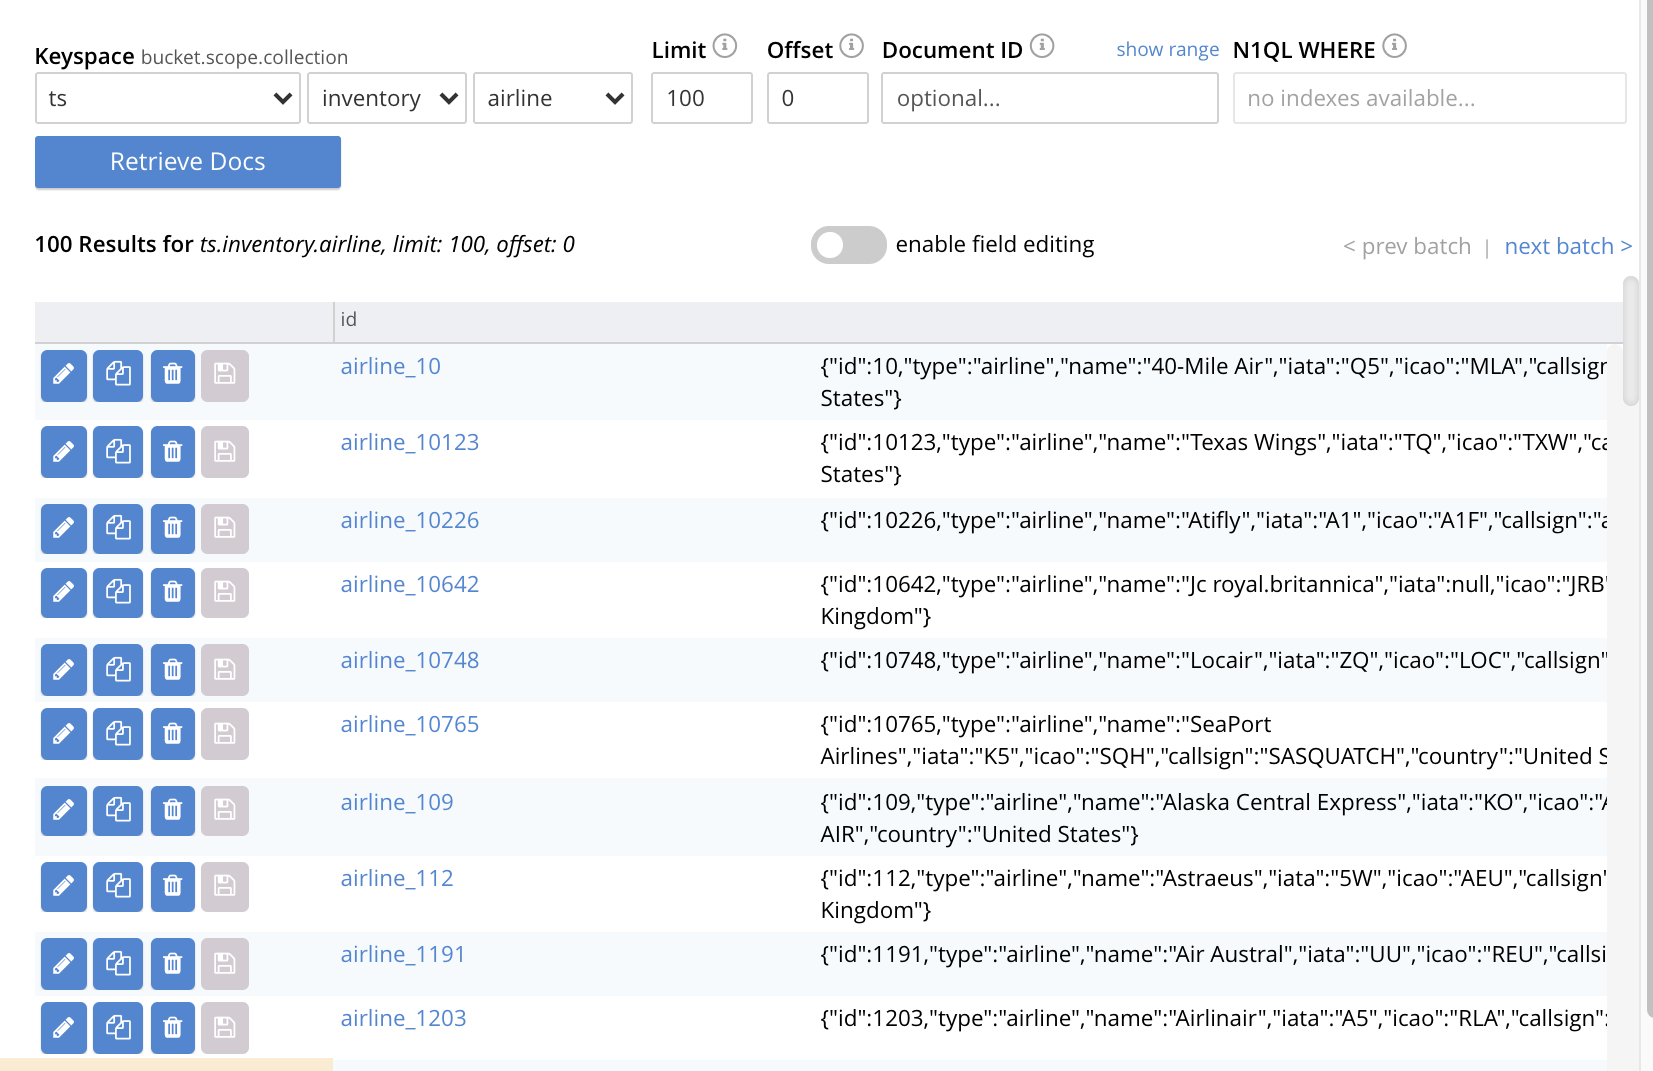 Keyspace bucket.scope.collection
Limit
Offset
Document ID
show range
N1QL WHERE
ts
inventory
airline
100
0
optional...
no indexes available...
Retrieve Docs
100 Results for ts.inventory.airline, limit: 100, offset: 0
enable field editing
< prev batch | next batch >
id
airline_10
{"id":10,"type":"airline","name":"40-Mile Air","iata":"Q5","icao":"MLA","callsign
States"}
airline_10123
{"id":10123,"type":"airline","name":"Texas Wings","iata":"TQ","icao":"TXW","ca
States"}
airline_10226
{"id":10226,"type":"airline","name":"Atifly","iata":"A1","icao":"A1F","callsign":"a
airline_10642
{"id":10642,"type":"airline","name":"Jc royal.britannica","iata":null,"icao":"JRB"
Kingdom"}
airline_10748
{"id":10748,"type":"airline","name":"Locair","iata":"ZQ","icao":"LOC","callsign"
airline_10765
{"id":10765,"type":"airline","name":"SeaPort
Airlines","iata":"K5","icao":"SQH","callsign":"SASQUATCH","country":"United S
airline_109
{"id":109,"type":"airline","name":"Alaska Central Express","iata":"KO","icao":"A
AIR","country":"United States"}
airline_112
{"id":112,"type":"airline","name":"Astraeus","iata":"5W","icao":"AEU","callsign"
Kingdom"}
airline_1191
{"id":1191,"type":"airline","name":"Air Austral","iata":"UU","icao":"REU","callsi
airline_1203
{"id":1203,"type":"airline","name":"Airlinair","iata":"A5","icao":"RLA","callsign":